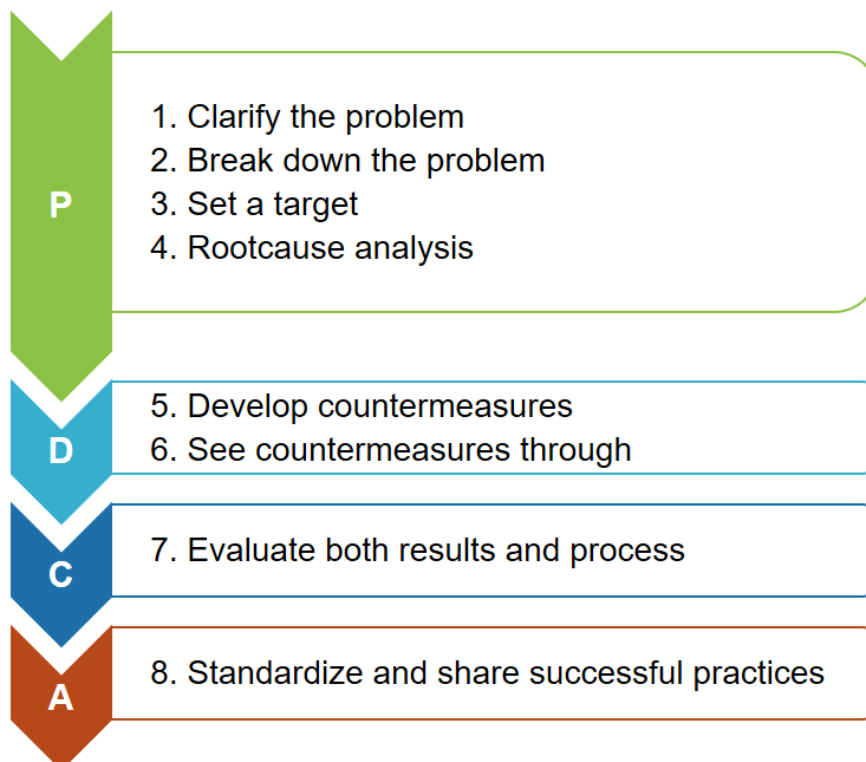 P
1. Clarify the problem
2. Break down the problem
3. Set a target
4. Rootcause analysis
D
5. Develop countermeasures
6. See countermeasures through
C
7. Evaluate both results and process
A
8. Standardize and share successful practices